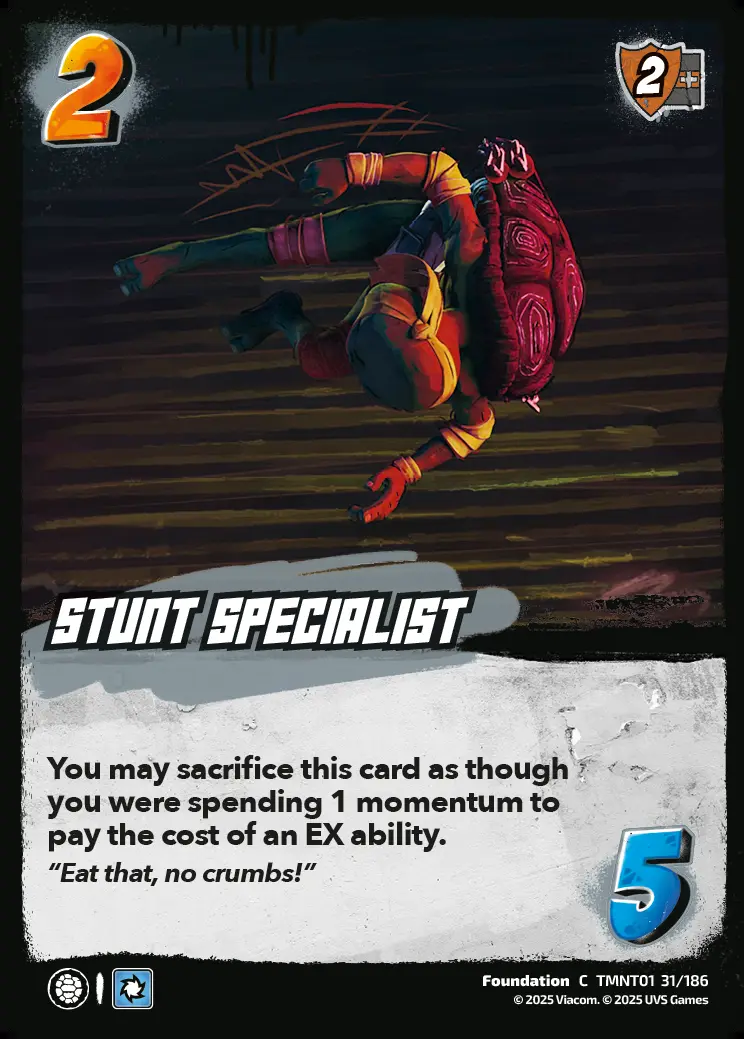 2
2
STUNT SPECIALIST
You may sacrifice this card as though
you were spending 1 momentum to
pay the cost of an EX ability.
“Eat that, no crumbs!”
5
Foundation C TMNT01 31/186
© 2025 Viacom. © 2025 UVS Games